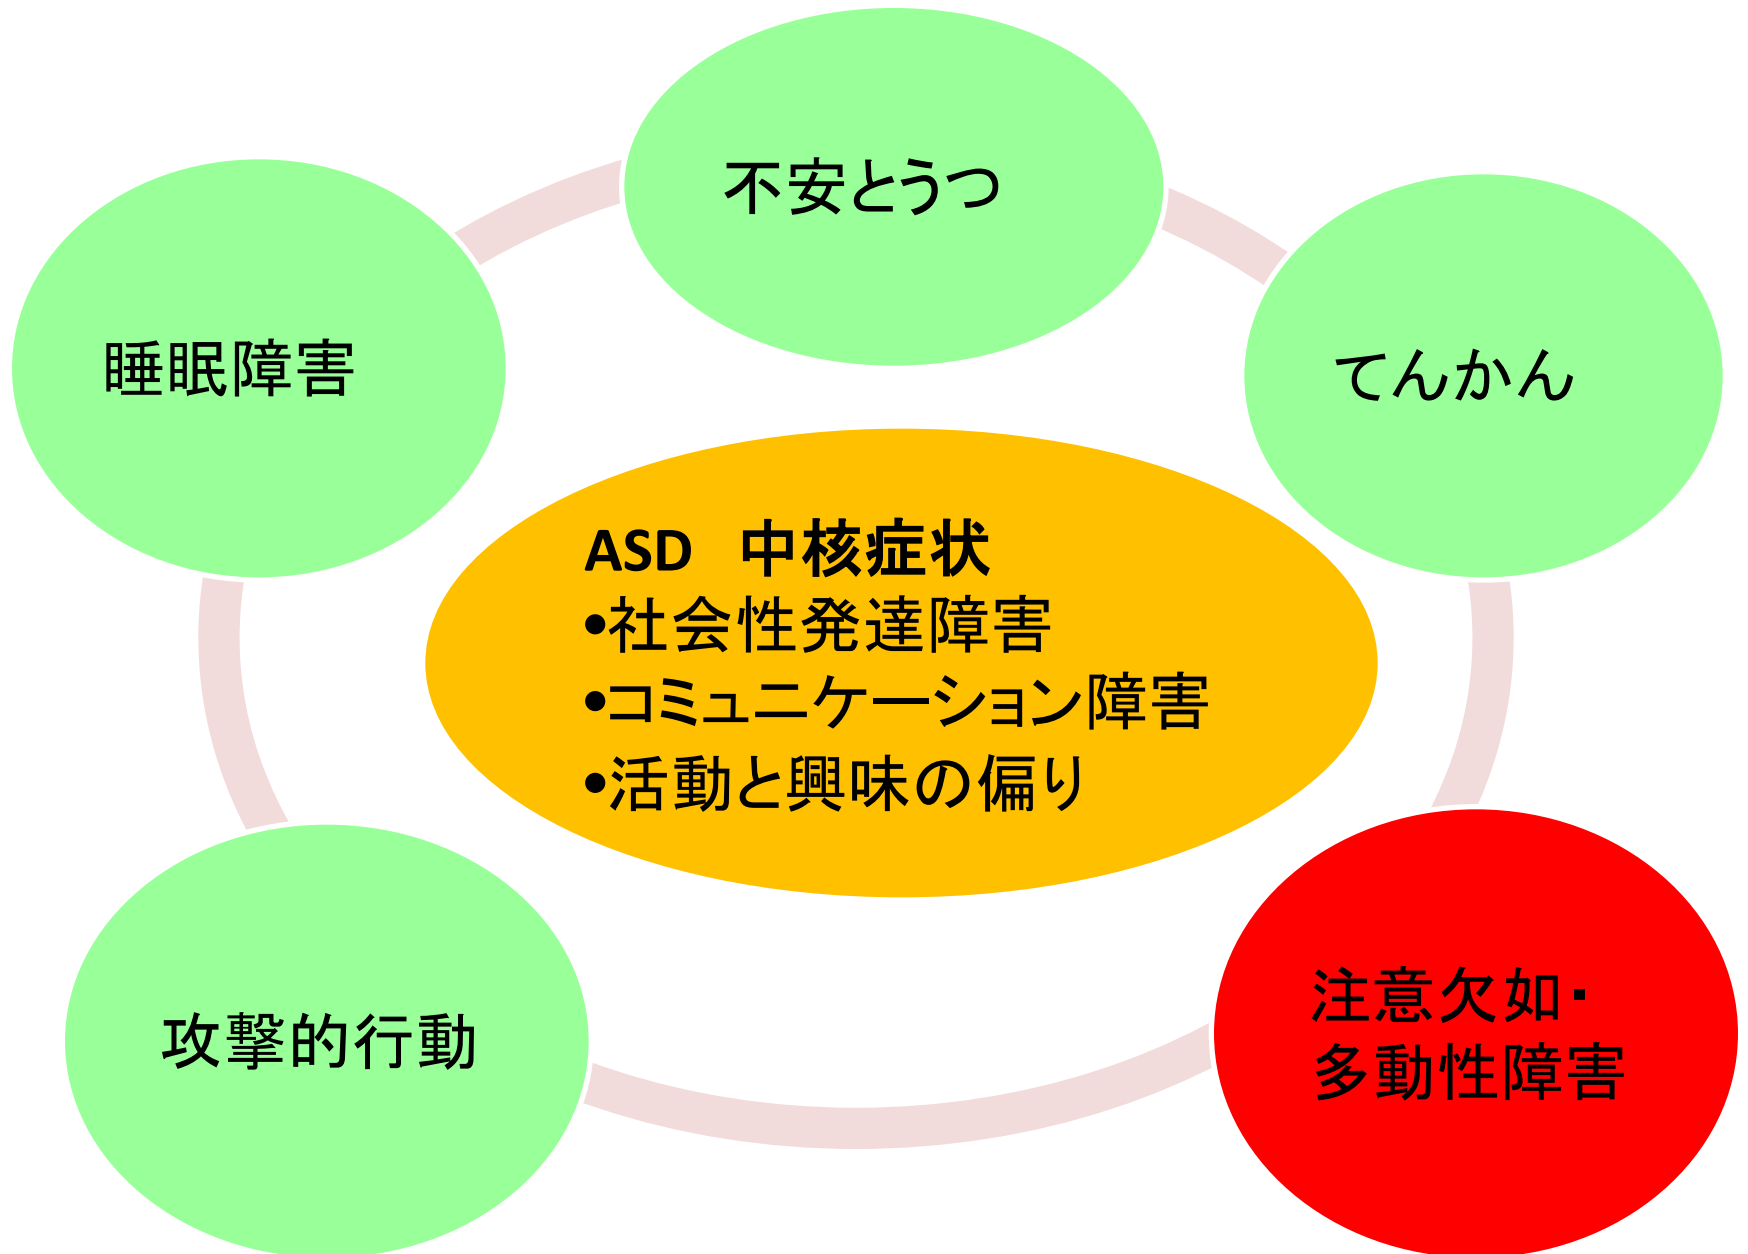 不安とうつ
睡眠障害
てんかん
ASD　中核症状
•社会性発達障害
•コミュニケーション障害
•活動と興味の偏り
攻撃的行動
注意欠如・
多動性障害